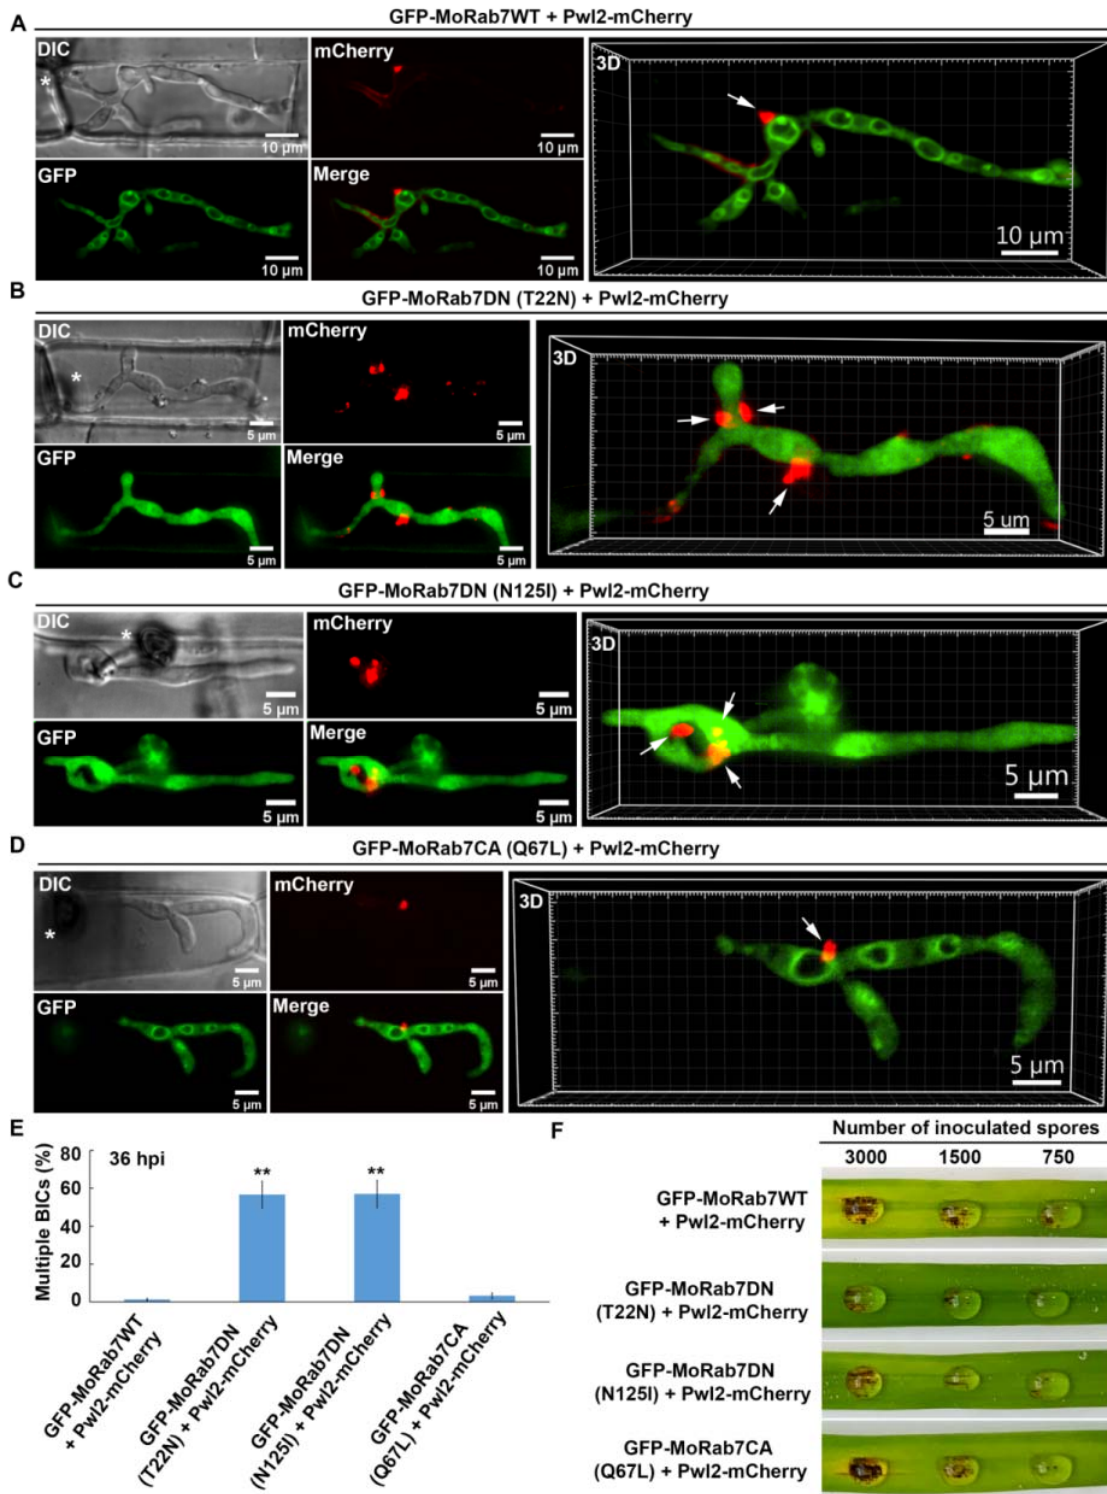 A
GFP-MoRab7WT + Pwl2-mCherry
DIC
*
10 µm
mCherry
10 µm
GFP
10 µm
Merge
10 µm
3D
10 µm
B
GFP-MoRab7DN (T22N) + Pwl2-mCherry
DIC
*
5 µm
mCherry
5 µm
GFP
5 µm
Merge
5 µm
3D
5 um
C
GFP-MoRab7DN (N125I) + Pwl2-mCherry
DIC
*
5 µm
mCherry
5 µm
GFP
5 µm
Merge
5 µm
3D
5 µm
D
GFP-MoRab7CA (Q67L) + Pwl2-mCherry
DIC
*
5 µm
mCherry
5 µm
GFP
5 µm
Merge
5 µm
3D
5 µm
E
Multiple BICs (%)
80
60
40
20
0
36 hpi
**
**
GFP-MoRab7WT
+ Pwl2-mCherry
GFP-MoRab7DN
(T22N) + Pwl2-mCherry
GFP-MoRab7DN
(N125I) + Pwl2-mCherry
GFP-MoRab7CA
(Q67L) + Pwl2-mCherry
F
Number of inoculated spores
3000 1500 750
GFP-MoRab7WT
+ Pwl2-mCherry
GFP-MoRab7DN
(T22N) + Pwl2-mCherry
GFP-MoRab7DN
(N125I) + Pwl2-mCherry
GFP-MoRab7CA
(Q67L) + Pwl2-mCherry